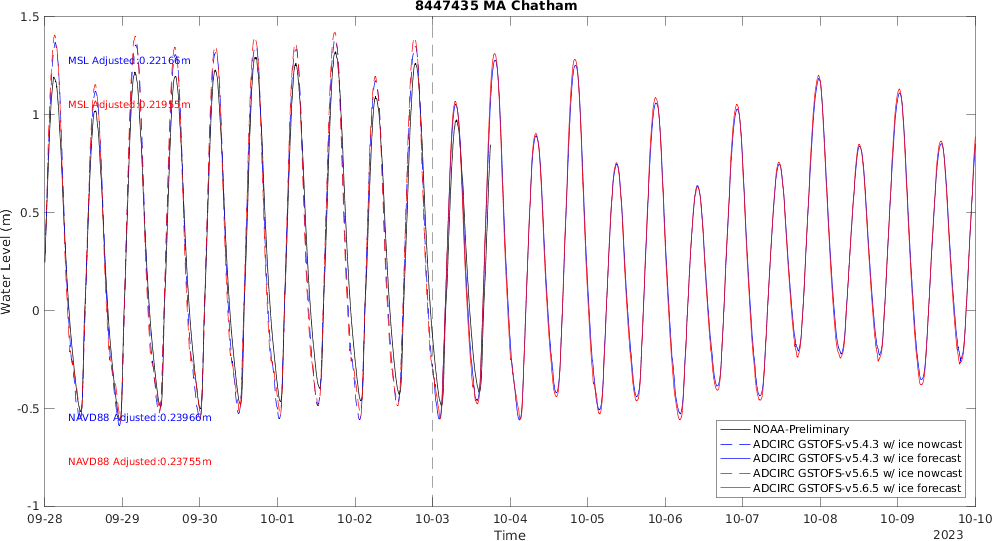 8447435 MA Chatham
1.5
1
0.5
0
-0.5
-1
Water Level (m)
MSL Adjusted:0.22166m
MSL Adjusted:0.21955m
NAVD88 Adjusted:0.23966m
NAVD88 Adjusted:0.23755m
NOAA-Preliminary
ADCIRC GSTOFS-v5.4.3 w/ ice nowcast
ADCIRC GSTOFS-v5.4.3 w/ ice forecast
ADCIRC GSTOFS-v5.6.5 w/ ice nowcast
ADCIRC GSTOFS-v5.6.5 w/ ice forecast
09-28 09-29 09-30 10-01 10-02 10-03 10-04 10-05 10-06 10-07 10-08 10-09 10-10
Time
2023